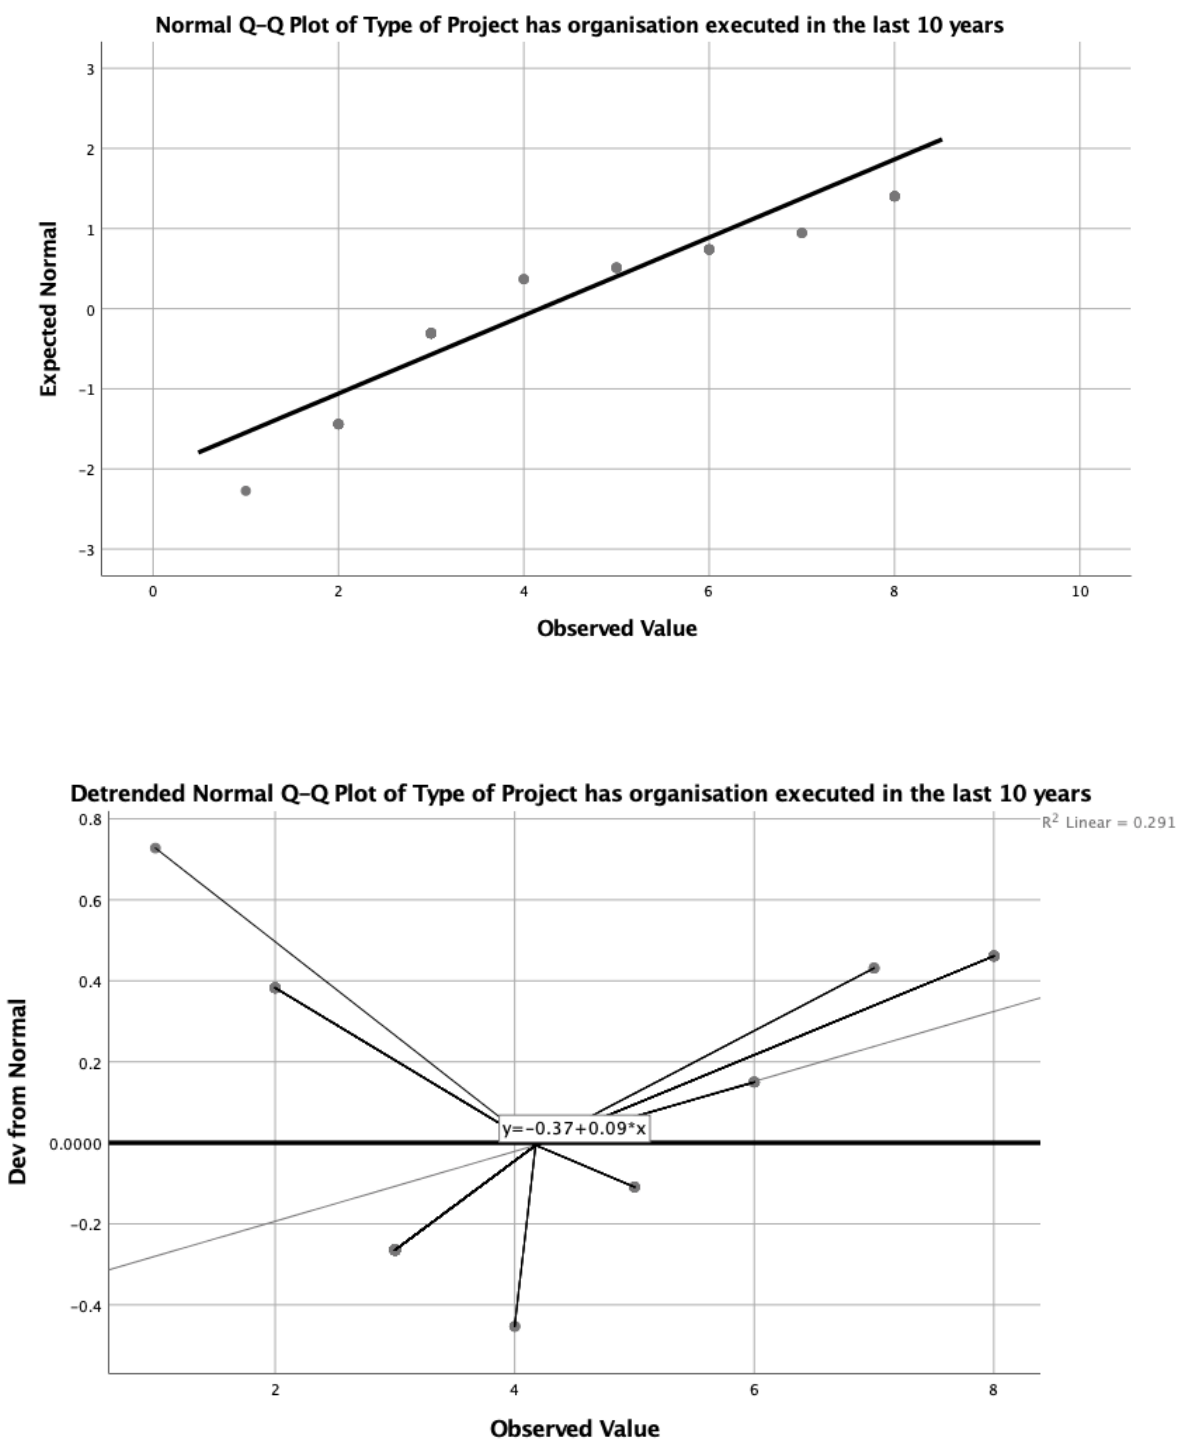 Normal Q-Q Plot of Type of Project has organisation executed in the last 10 years
3
2
1
0
-1
-2
-3
Expected Normal
0 2 4 6 8 10
Observed Value
Detrended Normal Q-Q Plot of Type of Project has organisation executed in the last 10 years
R² Linear = 0.291
0.8
0.6
0.4
0.2
0.0000
-0.2
-0.4
Dev from Normal
y=-0.37+0.09*x
2 4 6 8
Observed Value